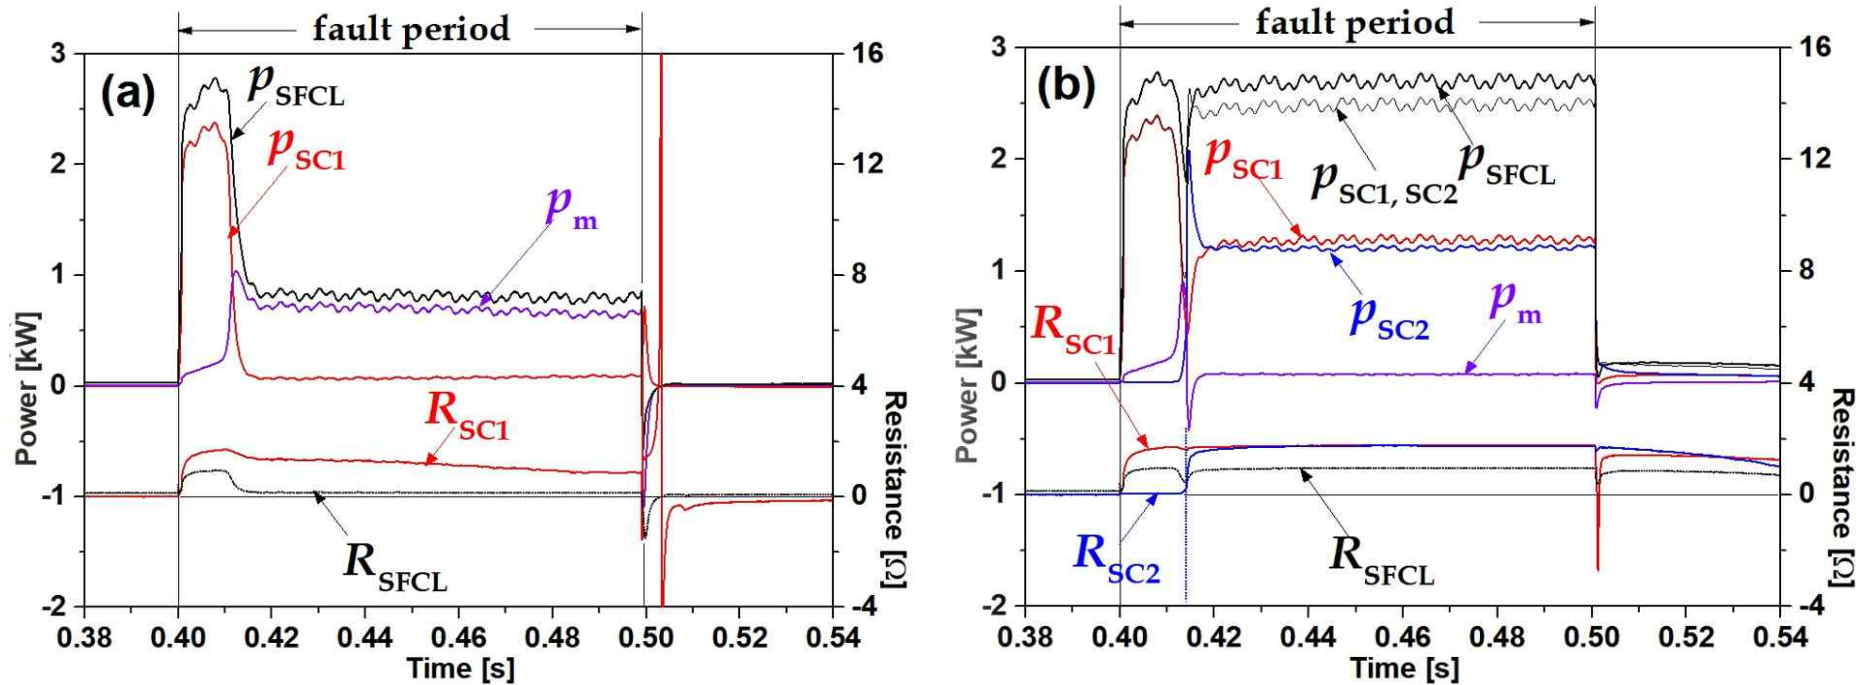 fault period
(a)
pSFCL
pSC1
pm
RSC1
RSFCL
3
2
1
0
-1
-2
16
12
8
4
0
-4
Power [kW]
Resistance [Ω]
0.38 0.40 0.42 0.44 0.46 0.48 0.50 0.52 0.54
Time [s]
fault period
(b)
pSC1
pSC1, SC2
pSFCL
pSC2
pm
RSC1
RSC2
RSFCL
3
2
1
0
-1
-2
16
12
8
4
0
-4
Power [kW]
Resistance [Ω]
0.38 0.40 0.42 0.44 0.46 0.48 0.50 0.52 0.54
Time [s]